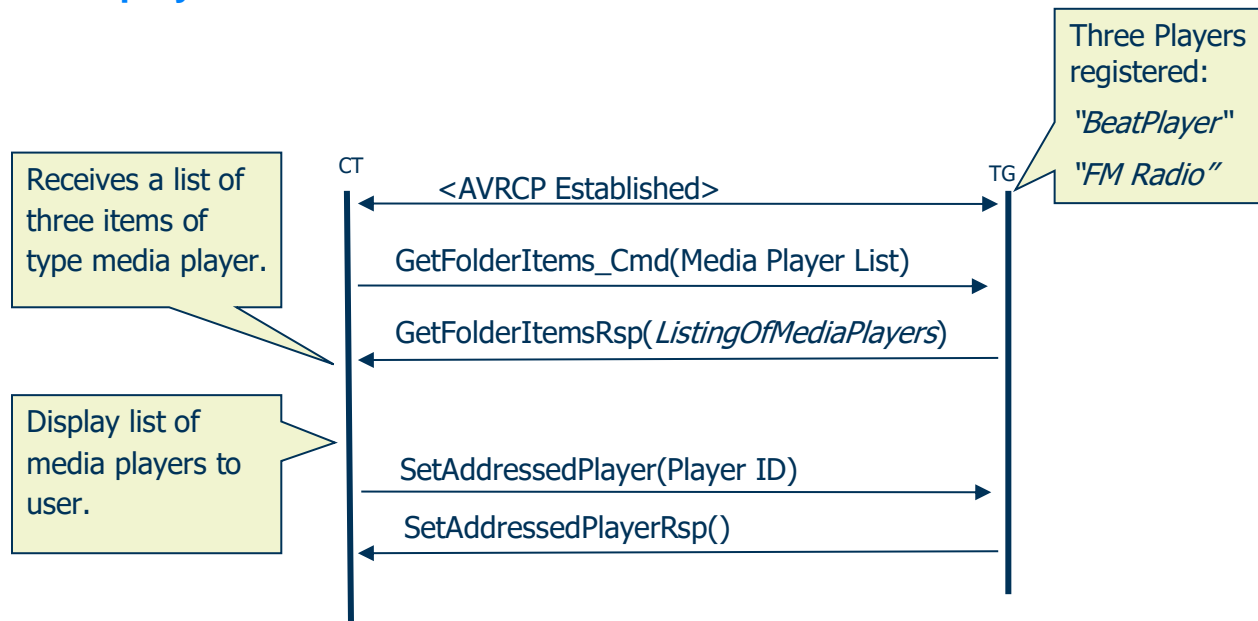 Three Players
registered:
"BeatPlayer"
"FM Radio"
CT
TG
<AVRCP Established>
Receives a list of
three items of
type media player.
GetFolderItems_Cmd(Media Player List)
GetFolderItemsRsp(ListingOfMediaPlayers)
Display list of
media players to
user.
SetAddressedPlayer(Player ID)
SetAddressedPlayerRsp()